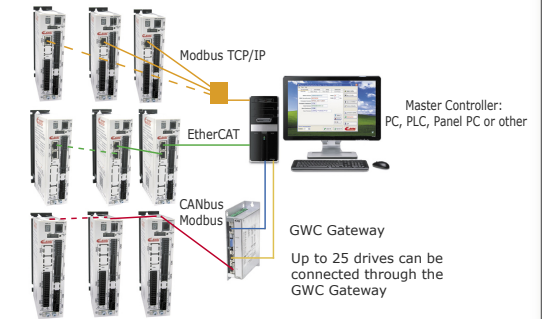 Modbus TCP/IP
Master Controller:
PC, PLC, Panel PC or other
EtherCAT
CANbus
Modbus
GWC Gateway
Up to 25 drives can be
connected through the
GWC Gateway